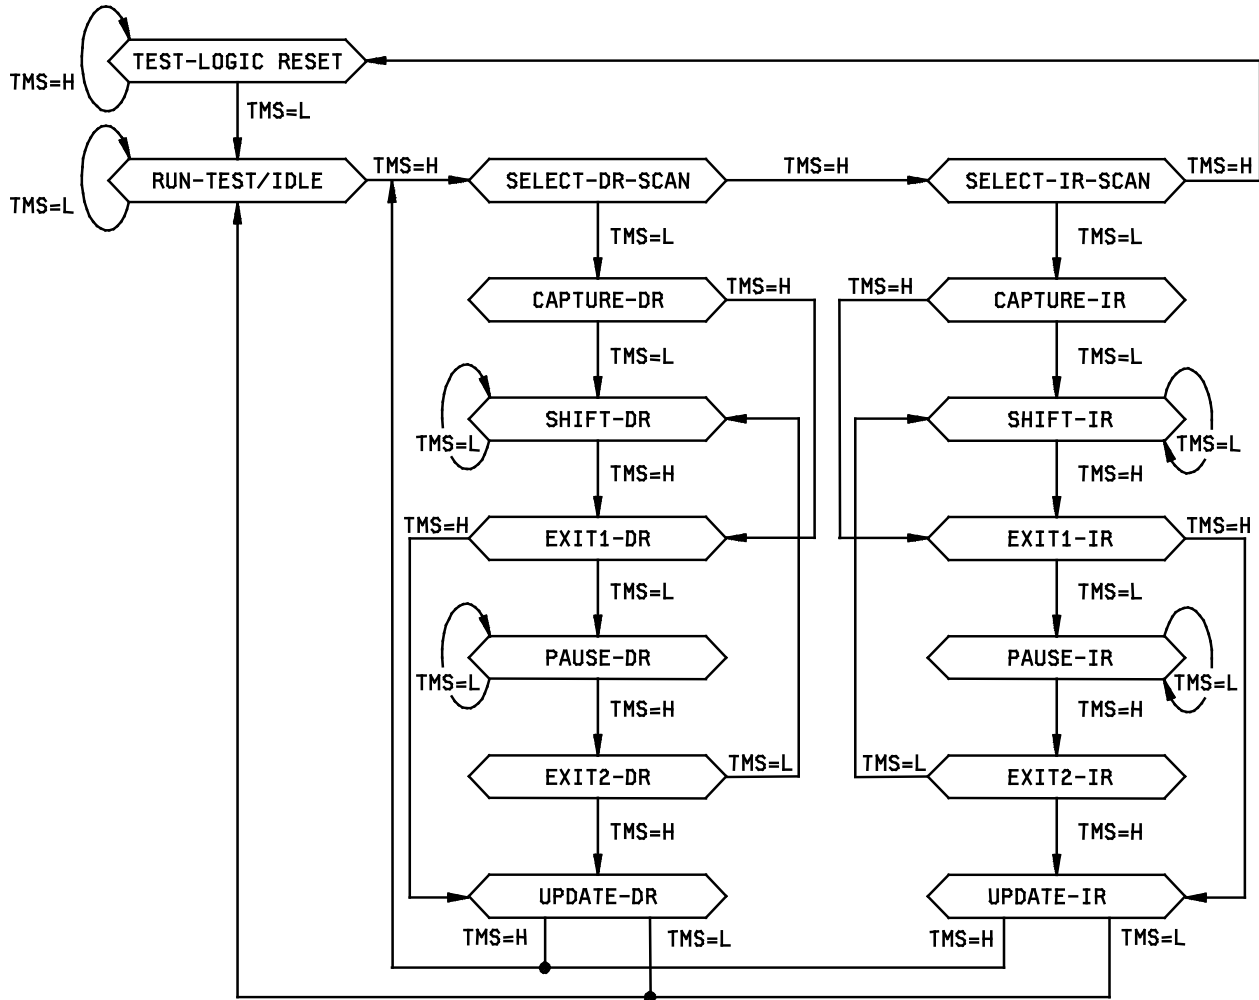 TEST-LOGIC RESET
TMS=H
TMS=L
TMS=H
TMS=H
TMS=H
RUN-TEST/IDLE
SELECT-DR-SCAN
SELECT-IR-SCAN
TMS=L
TMS=L
TMS=L
TMS=H
TMS=H
CAPTURE-DR
CAPTURE-IR
TMS=L
TMS=L
SHIFT-DR
SHIFT-IR
TMS=L
TMS=L
TMS=H
TMS=H
TMS=H
TMS=H
EXIT1-DR
EXIT1-IR
TMS=L
TMS=L
PAUSE-DR
PAUSE-IR
TMS=L
TMS=L
TMS=H
TMS=H
TMS=L
TMS=L
EXIT2-DR
EXIT2-IR
TMS=H
TMS=H
UPDATE-DR
UPDATE-IR
TMS=H
TMS=L
TMS=H
TMS=L